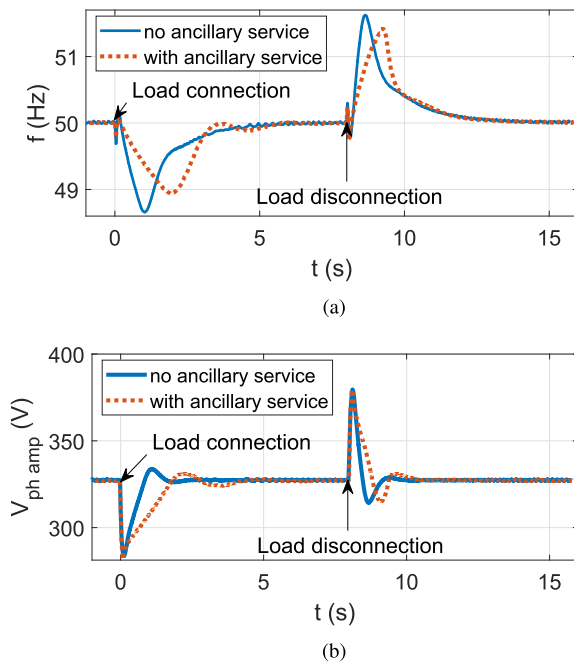 no ancillary service
with ancillary service
Load connection
Load disconnection
51
50
49
f (Hz)
0
5
10
15
t (s)
(a)
400
350
300
no ancillary service
with ancillary service
Load connection
Load disconnection
V ph amp (V)
0
5
10
15
t (s)
(b)